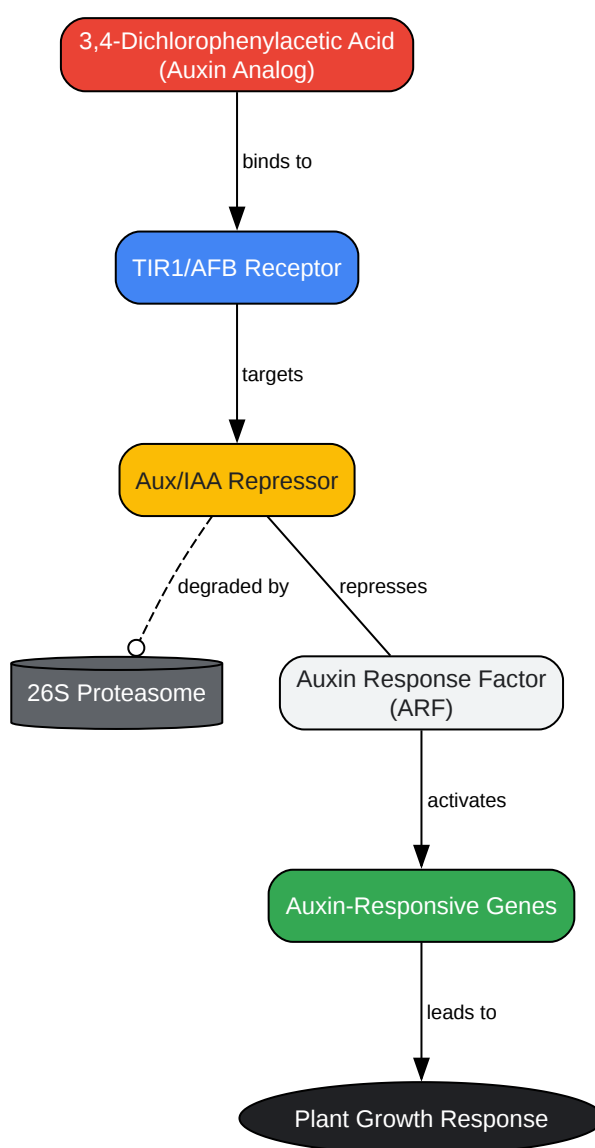 3,4-Dichlorophenylacetic Acid
(Auxin Analog)
binds to
TIR1/AFB Receptor
targets
Aux/IAA Repressor
degraded by
represses
26S Proteasome
Auxin Response Factor
(ARF)
activates
Auxin-Responsive Genes
leads to
Plant Growth Response